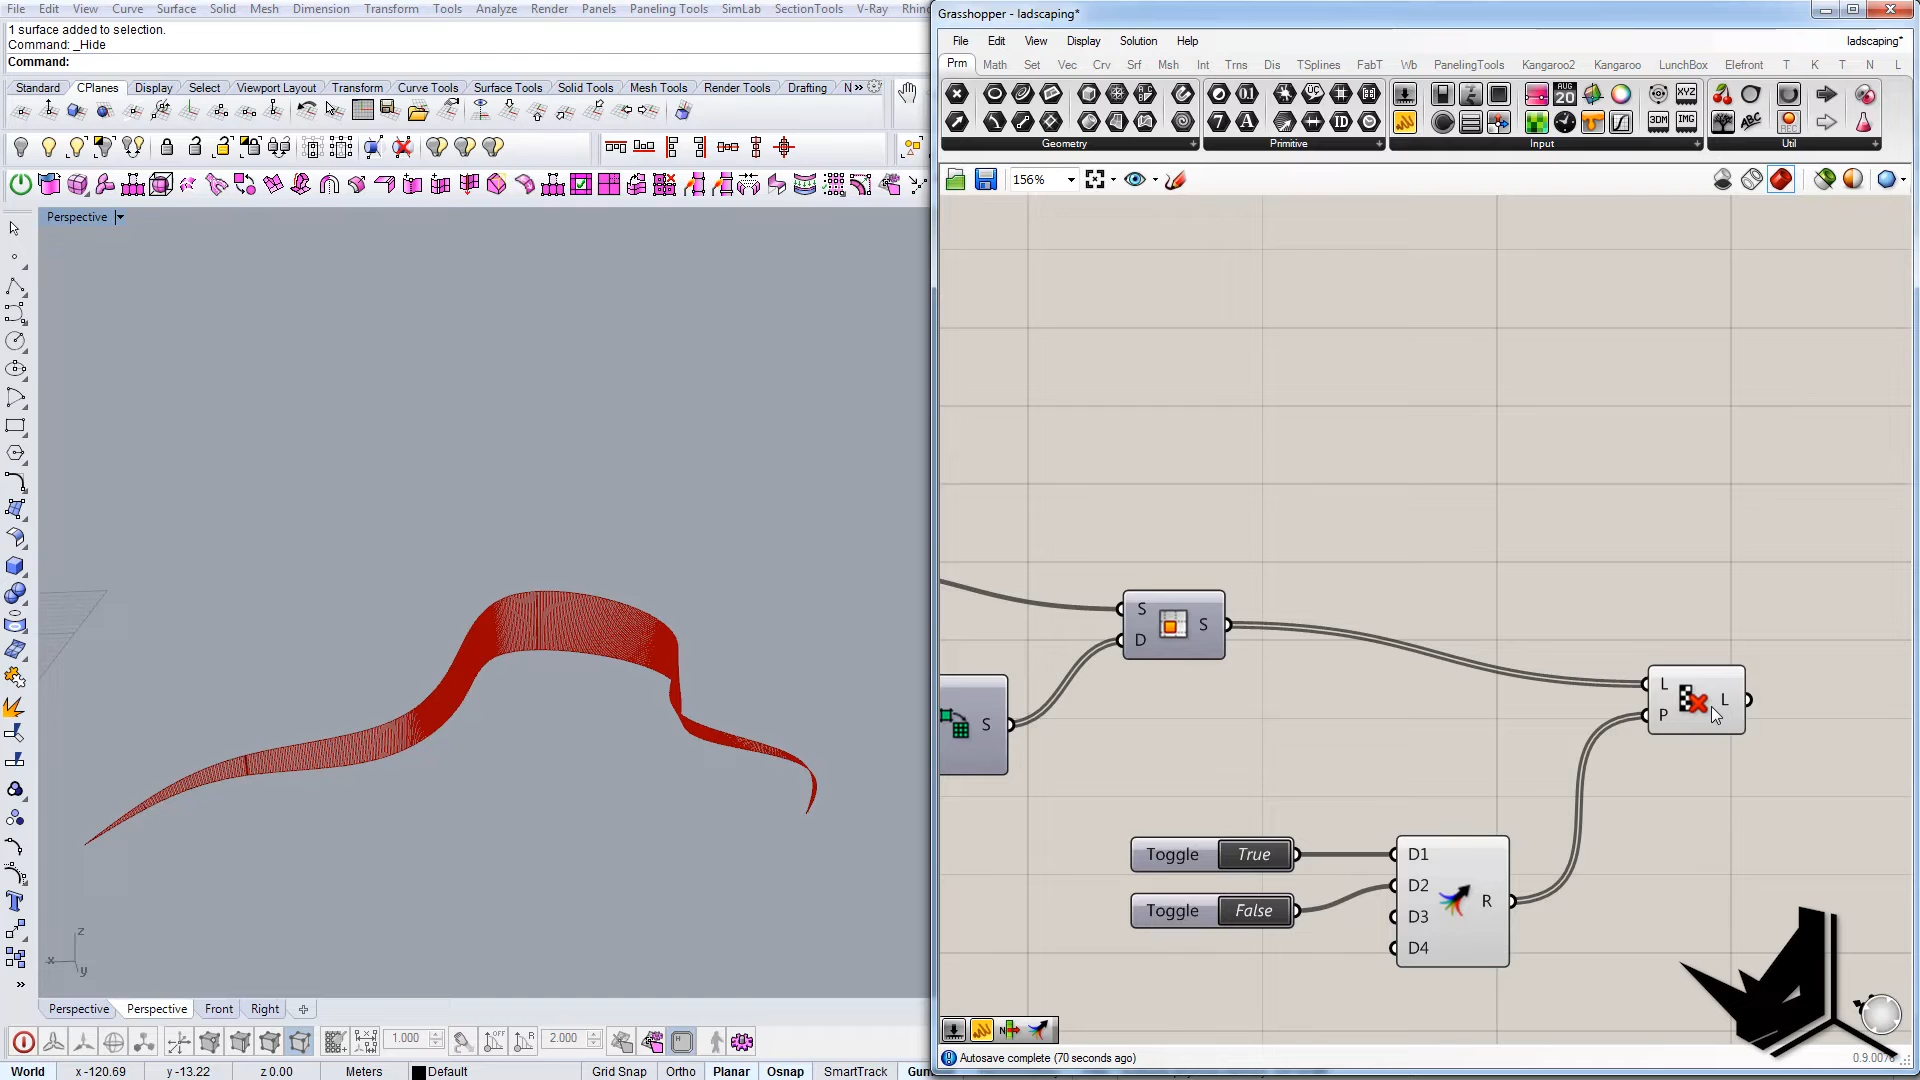 File Edit View Curve Surface Solid Mesh Dimension Transform Tools Analyze Render Panels Paneling Tools SimLab SectionTools V-Ray Rhin
1 surface added to selection.
Command: _Hide
Command:
Standard CPlanes Display Select Viewport Layout Transform Curve Tools Surface Tools Solid Tools Mesh Tools Render Tools Drafting N »
Perspective
z
x
y
Perspective Perspective Front Right
1.000
2.000
World x -120.69 y -13.22 z 0.00 Meters Default Grid Snap Ortho Planar Osnap SmartTrack Gum
Grasshopper - ladscaping*
File Edit View Display Solution Help
ladscaping*
Prm Math Set Vec Crv Srf Msh Int Trns Dis TSplines FabT Wb PanelingTools Kangaroo2 Kangaroo LunchBox Elefront T K T N L
Geometry Primitive Input Util
156%
S
D
S
S
L
P
L
Toggle True
Toggle False
D1
D2
D3
D4
R
Autosave complete (70 seconds ago)